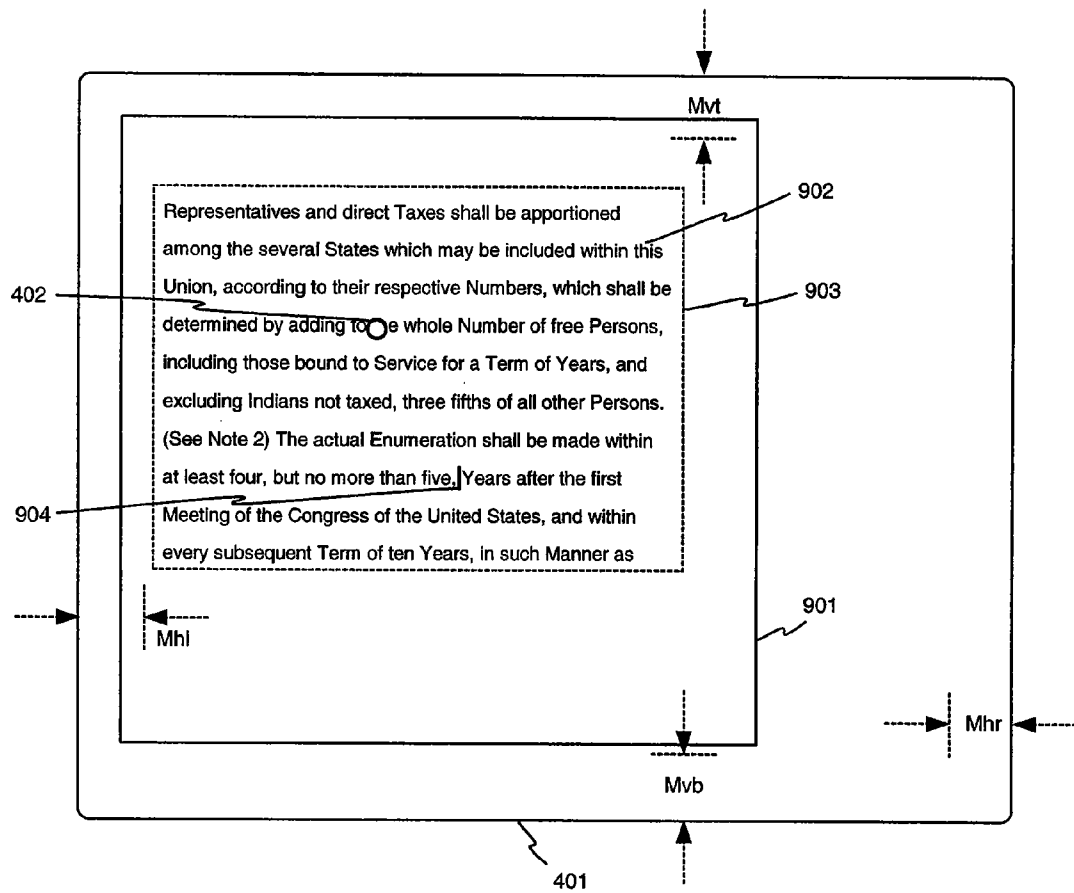 Mvt
902
Representatives and direct Taxes shall be apportioned
among the several States which may be included within this
402
Union, according to their respective Numbers, which shall be
903
determined by adding to e whole Number of free Persons,
including those bound to Service for a Term of Years, and
excluding Indians not taxed, three fifths of all other Persons.
(See Note 2) The actual Enumeration shall be made within
at least four, but no more than five, Years after the first
904
Meeting of the Congress of the United States, and within
every subsequent Term of ten Years, in such Manner as
901
Mhl
Mhr
Mvb
401